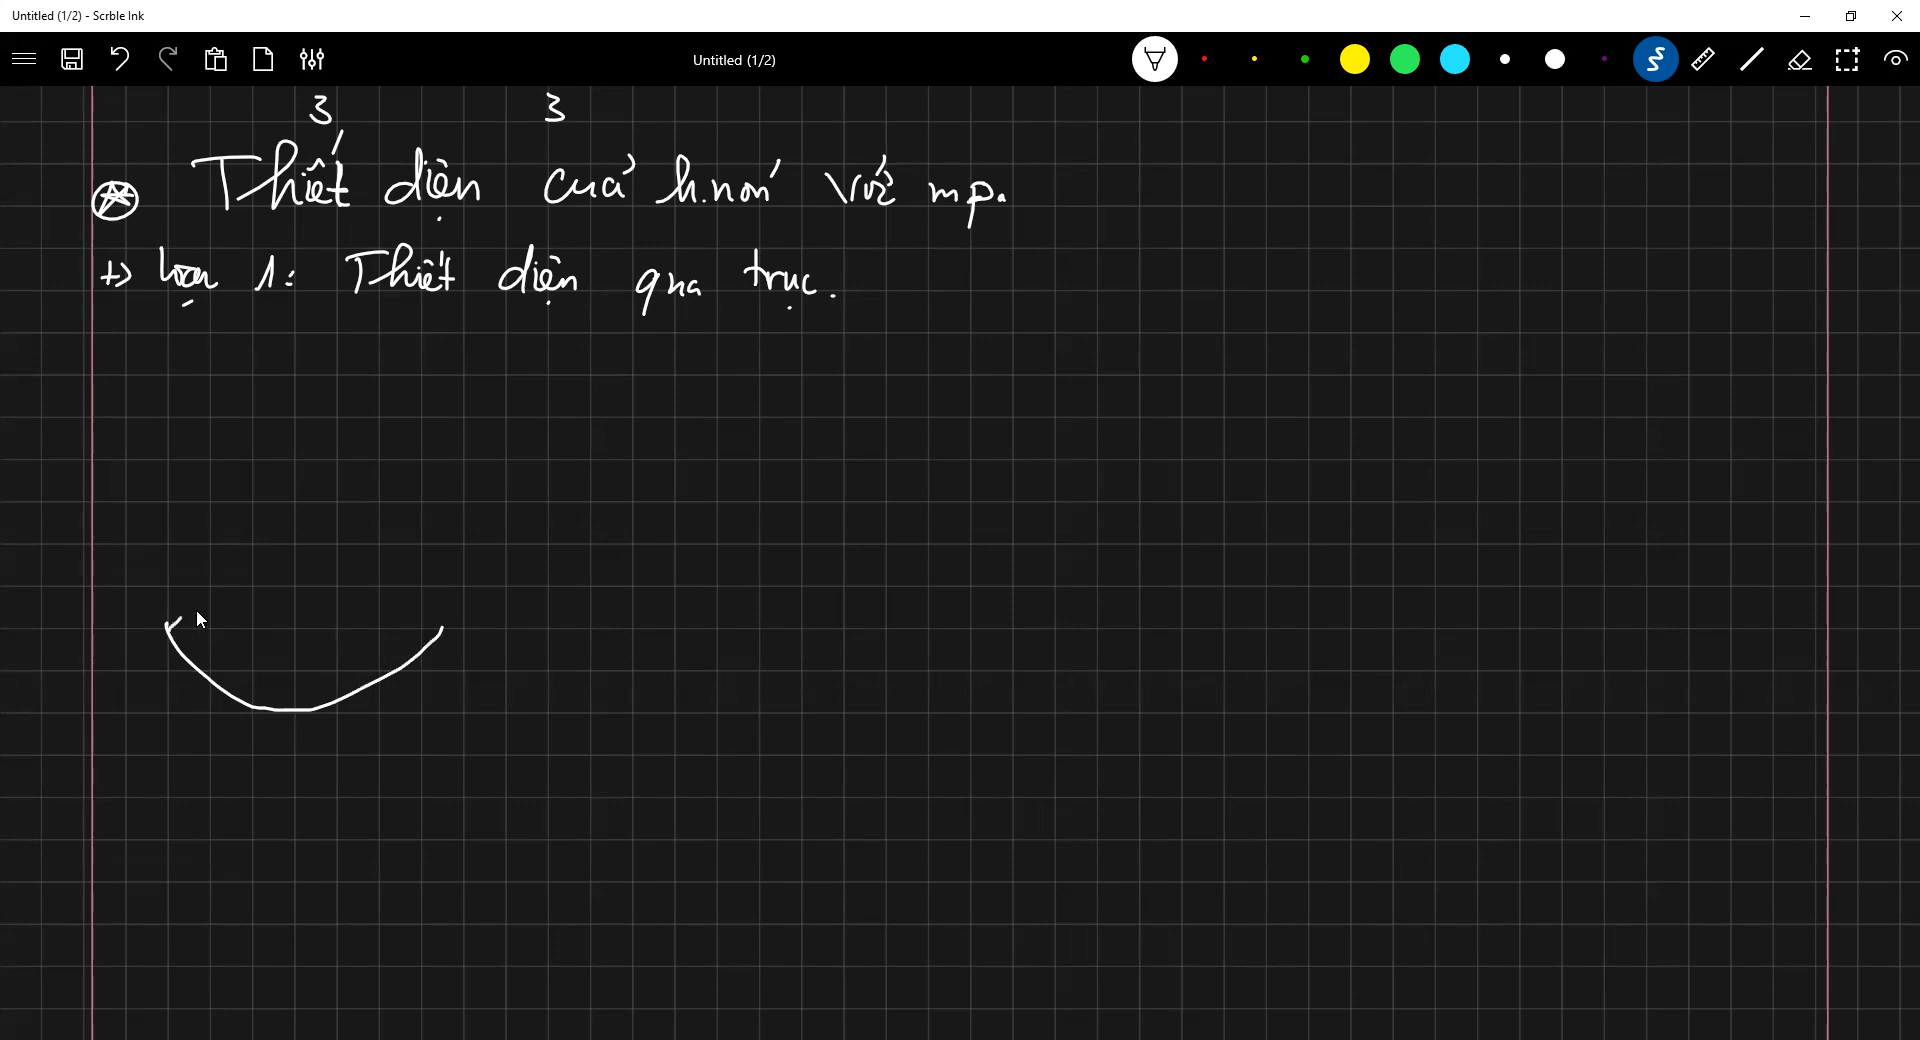 Untitled (1/2) - Scrble Ink
Untitled (1/2)
3 3
Thiết diện của h.nón với mp.
+> loại 1: Thiết diện qua trục.